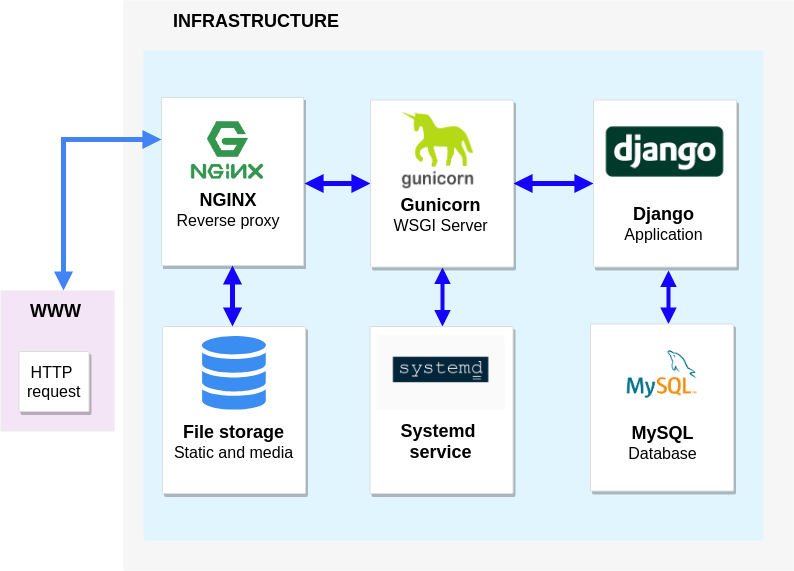 INFRASTRUCTURE
NGINX
NGINX
Reverse proxy
gunicorn
Gunicorn
WSGI Server
django
Django
Application
WWW
HTTP
request
File storage
Static and media
systemd
Systemd
service
MySQL
MySQL
Database